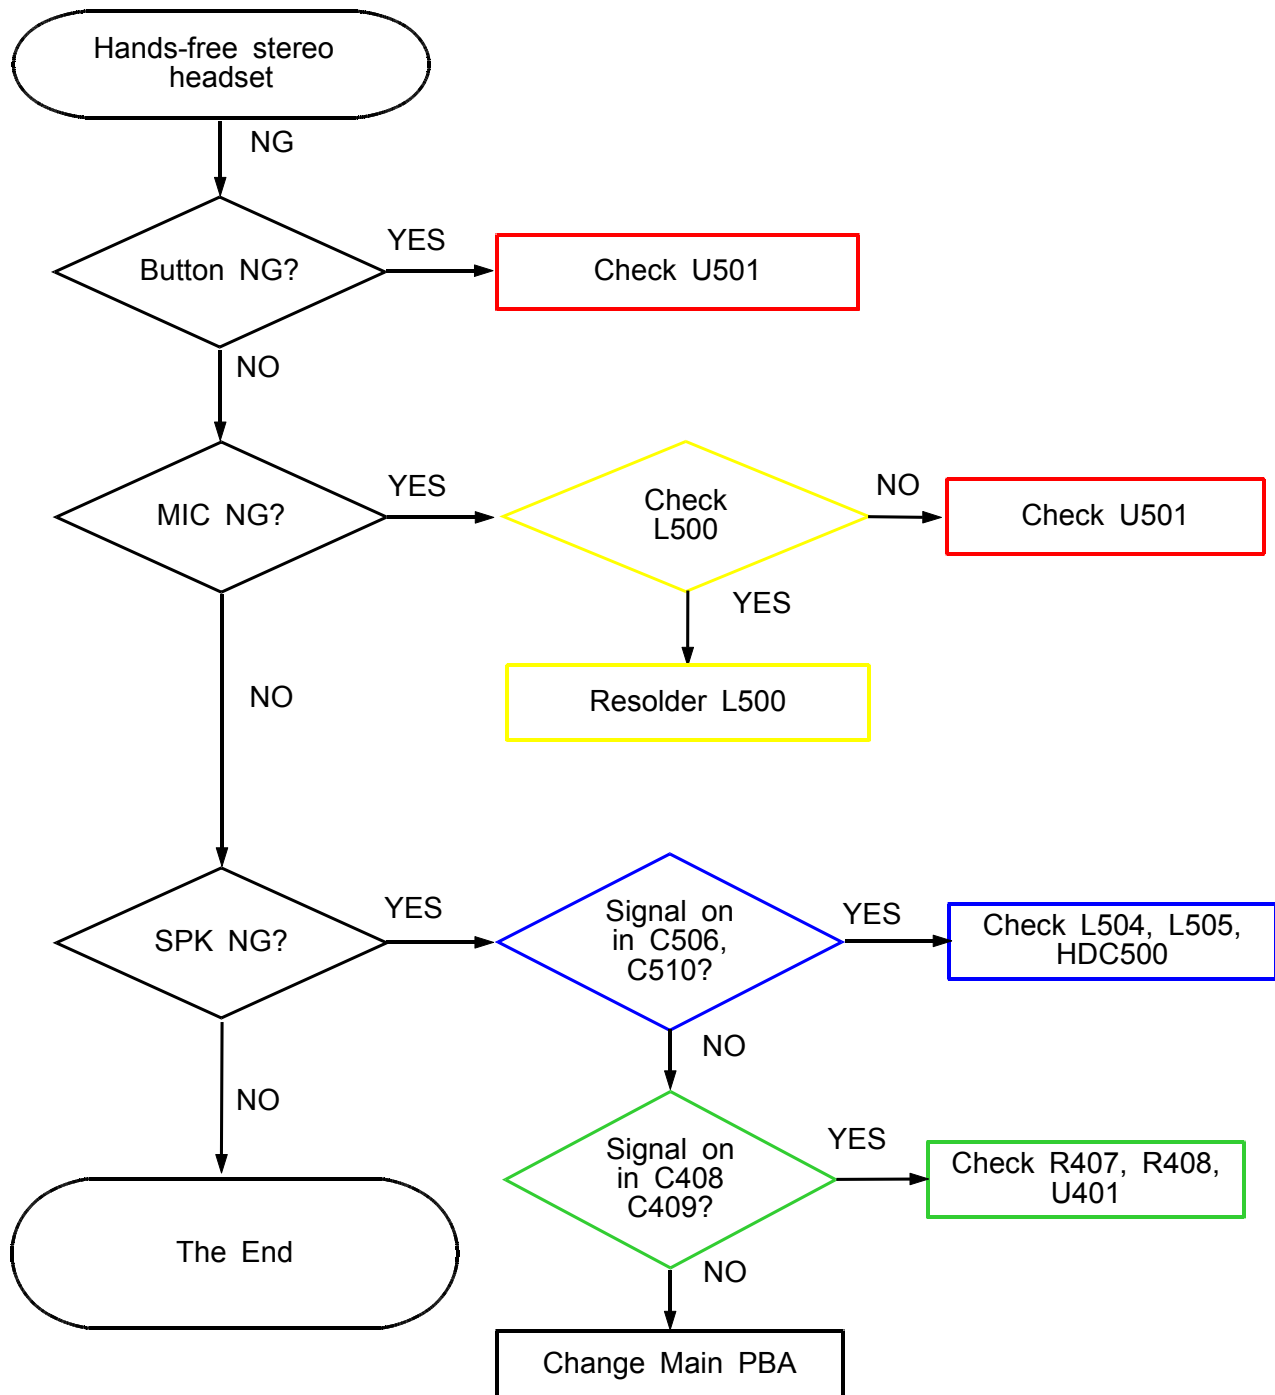 Hands-free stereo
headset
NG
Button NG?
YES
Check U501
NO
MIC NG?
YES
Check
L500
NO
Check U501
YES
Resolder L500
NO
SPK NG?
YES
Signal on
in C506,
C510?
YES
Check L504, L505,
HDC500
NO
NO
Signal on
in C408
C409?
YES
Check R407, R408,
U401
The End
NO
Change Main PBA